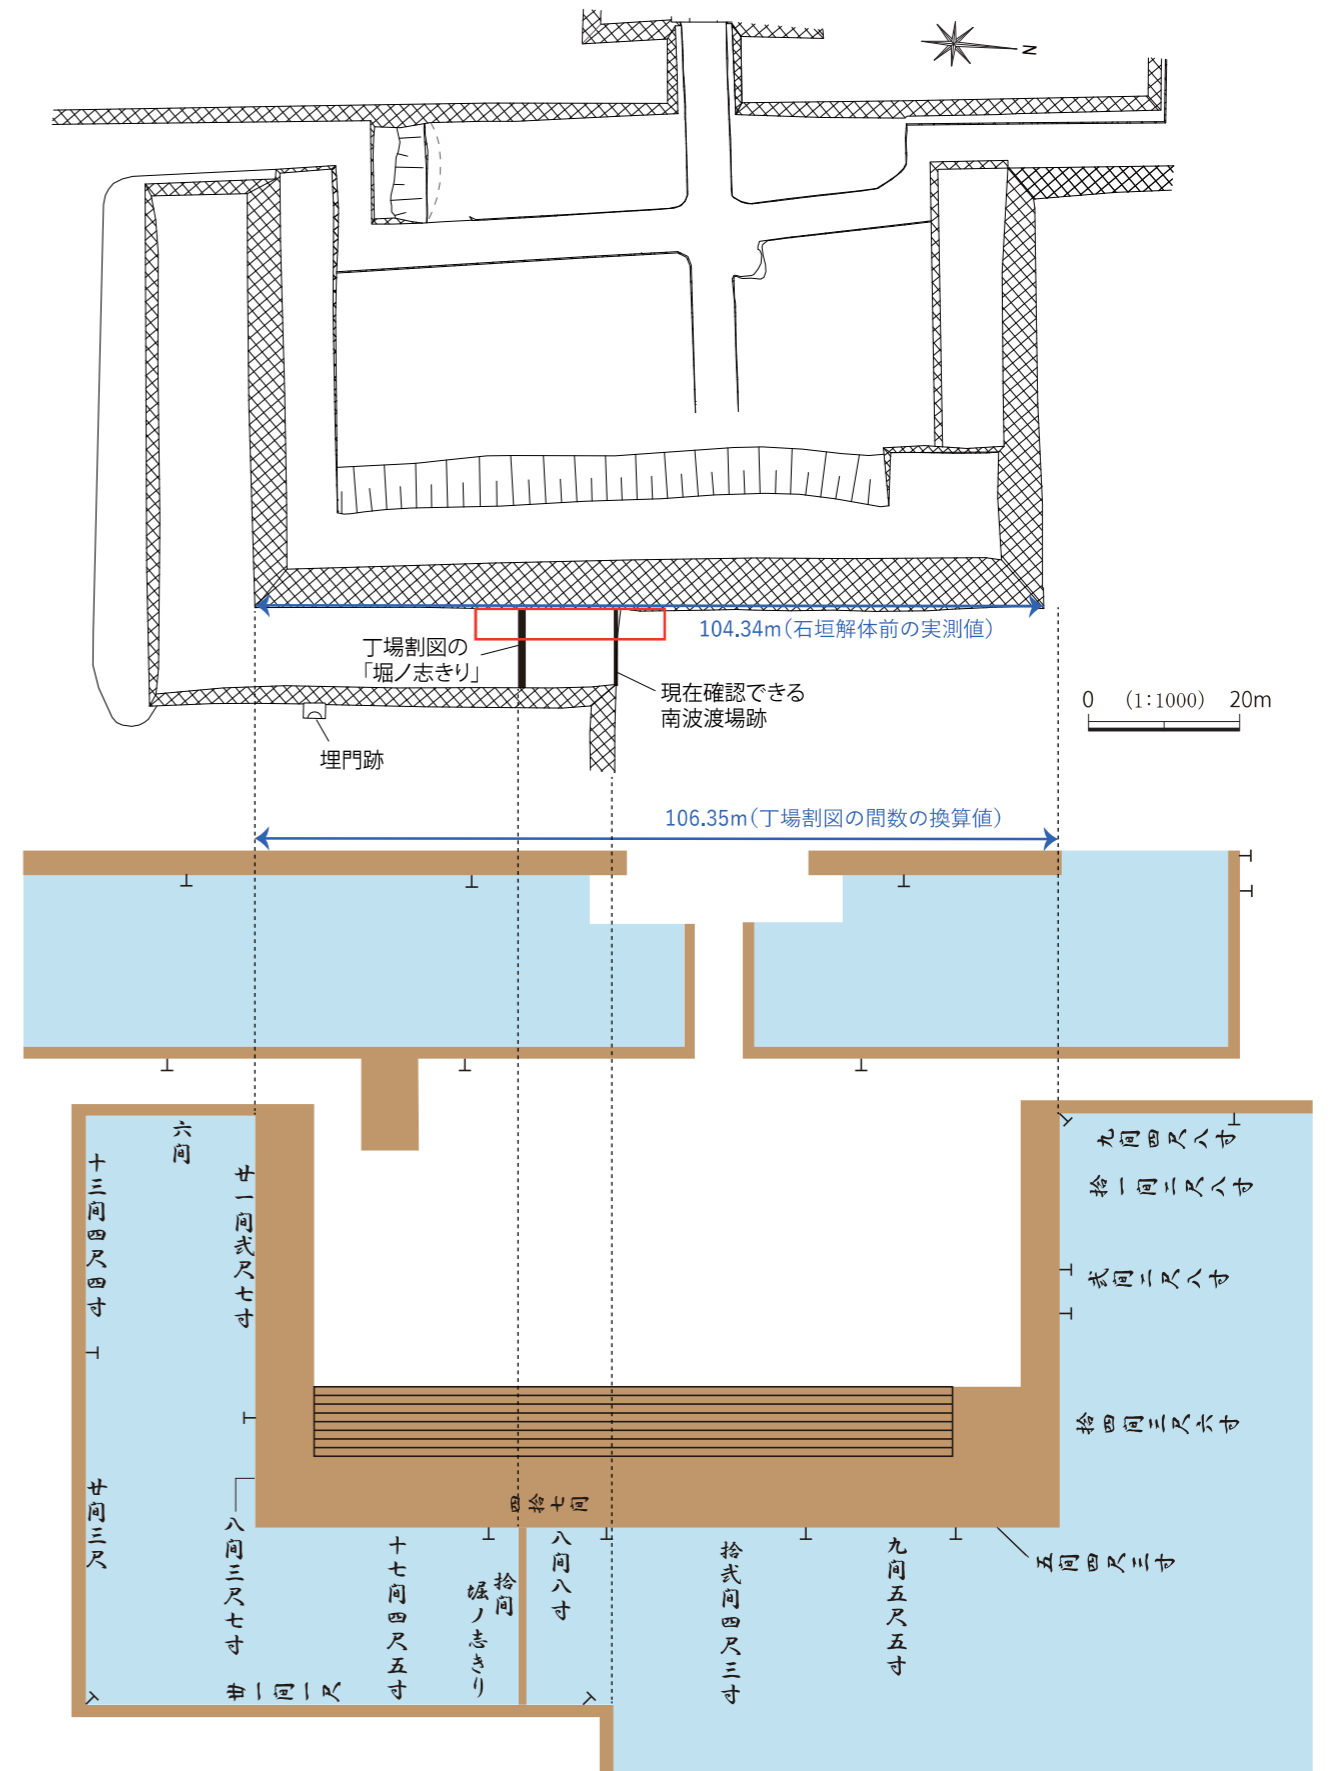 N
104.34m(石垣解体前の実測値)
丁場割図の
「堀ノ志きり」
現在確認できる
南波渡場跡
0 (1:1000) 20m
埋門跡
106.35m(丁場割図の間数の換算値)
六间
十三间四尺四寸
廿一间弐尺七寸
九间四尺八寸
拾一间二尺八寸
弐间二尺八寸
拾四间三尺六寸
廿间三尺
四拾七间
八间三尺七寸
十七间四尺五寸
拾间
堀ノ志きり
八间八寸
拾弐间四尺三寸
九间五尺五寸
五间四尺三寸
卅一间一尺